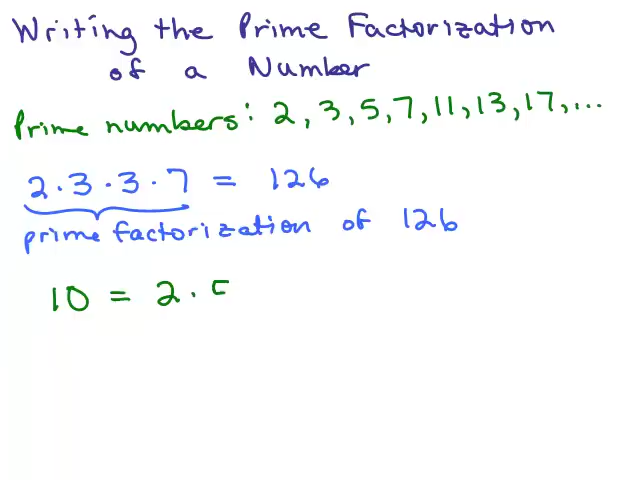 Writing the Prime Factorization
of a Number
Prime numbers: 2, 3, 5, 7, 11, 13, 17, ...
2 · 3 · 3 · 7 = 126
prime factorization of 126
10 = 2 ·